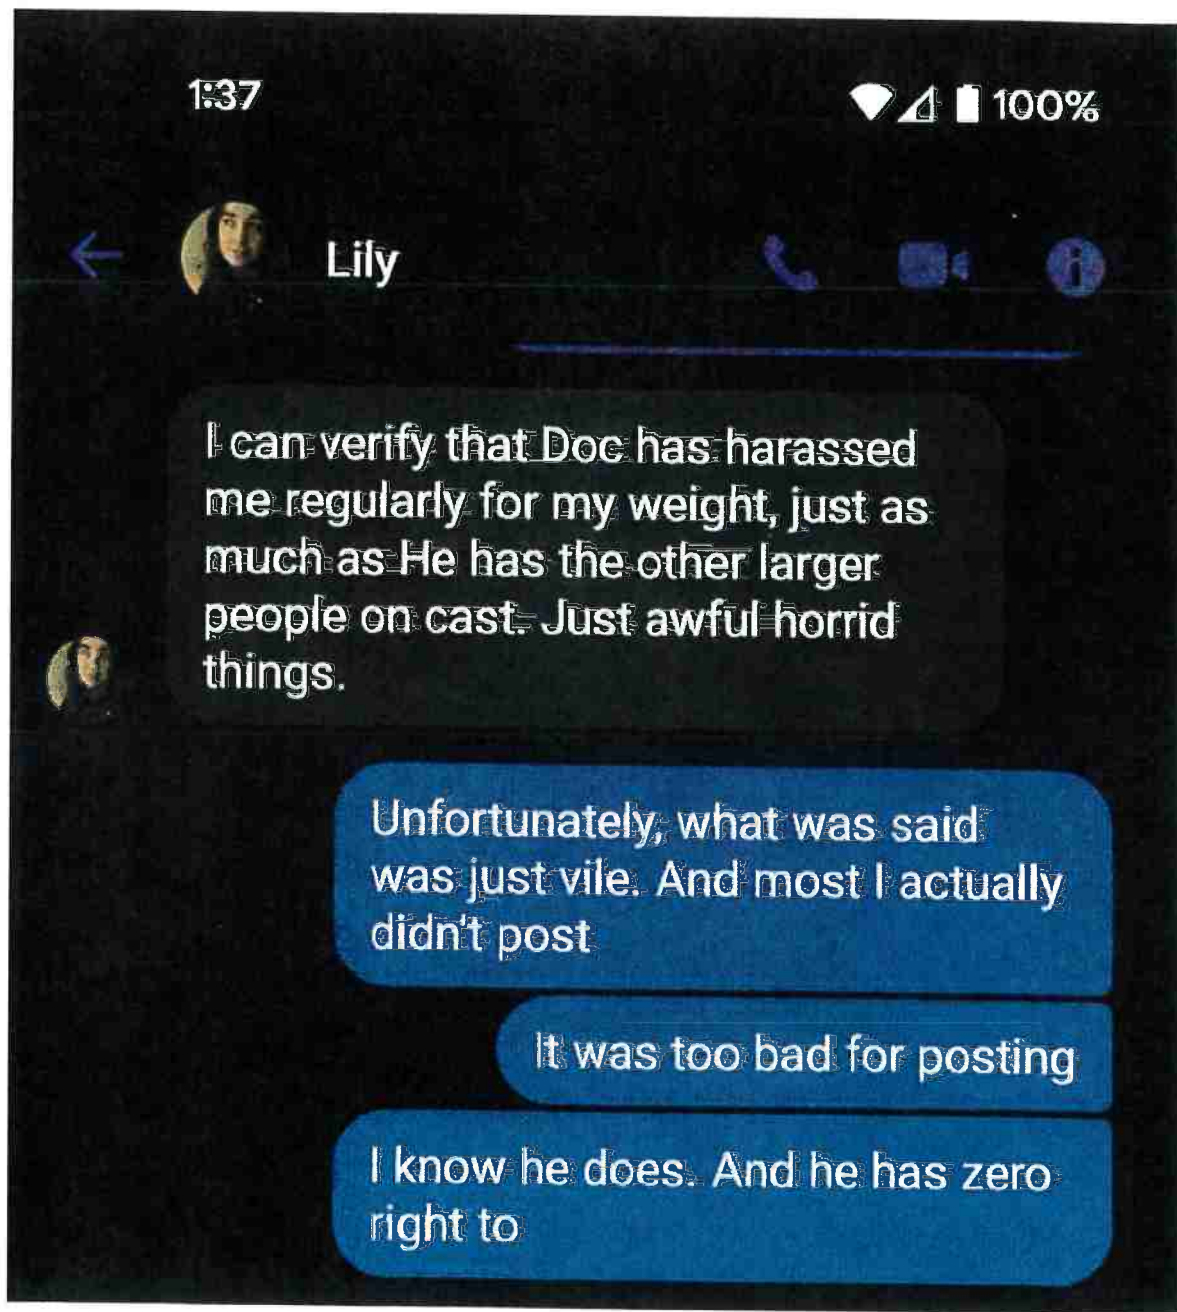 1:37
100%
Lily
I can verify that Doc has harassed
me regularly for my weight, just as
much as He has the other larger
people on cast. Just awful horrid
things.
Unfortunately, what was said
was just vile. And most I actually
didn't post
It was too bad for posting
I know he does. And he has zero
right to